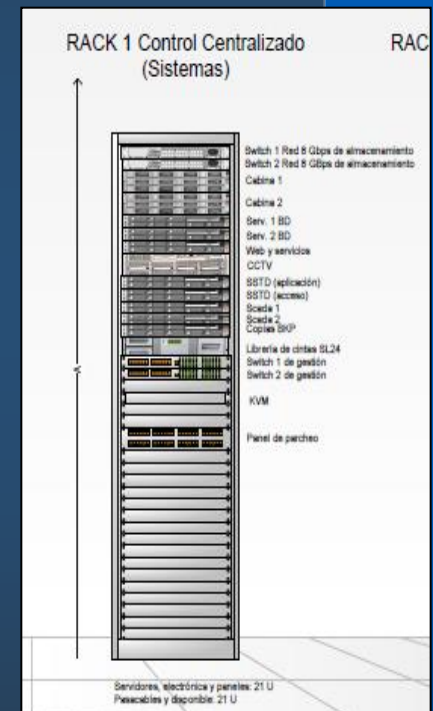 RACK 1 Control Centralizado
(Sistemas)
RAC
Switch 1 Red 8 Gbps de almacenamiento
Switch 2 Red 8 GBps de almacenamiento
Cabina 1
Cabina 2
Serv. 1 BD
Serv. 2 BD
Web y servicios
CCTV
SSTD (aplicación)
SSTD (acceso)
Scada 1
Scada 2
Copias BKP
Librería de cintas SL24
Switch 1 de gestión
Switch 2 de gestión
KVM
Panel de parcheo
Servidores, electrónica y paneles: 21 U
Pasacables y disponible: 21 U